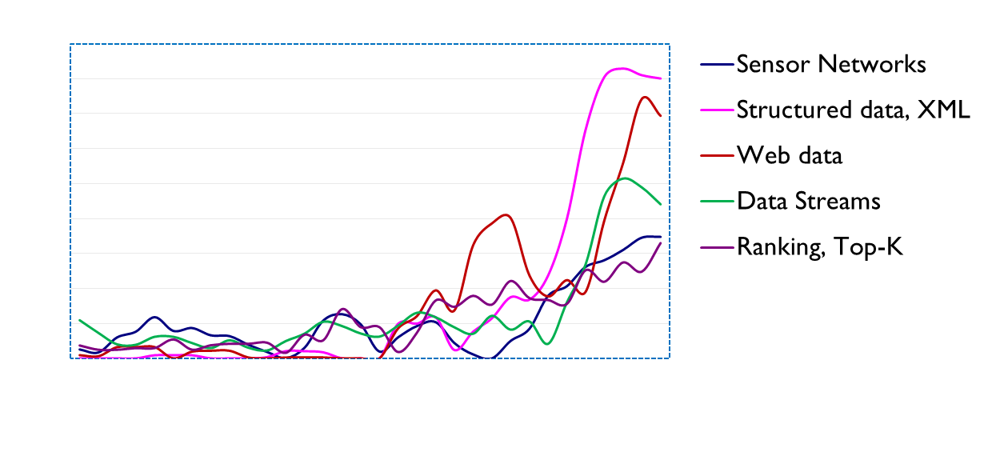 Sensor Networks
Structured data, XML
Web data
Data Streams
Ranking, Top-K